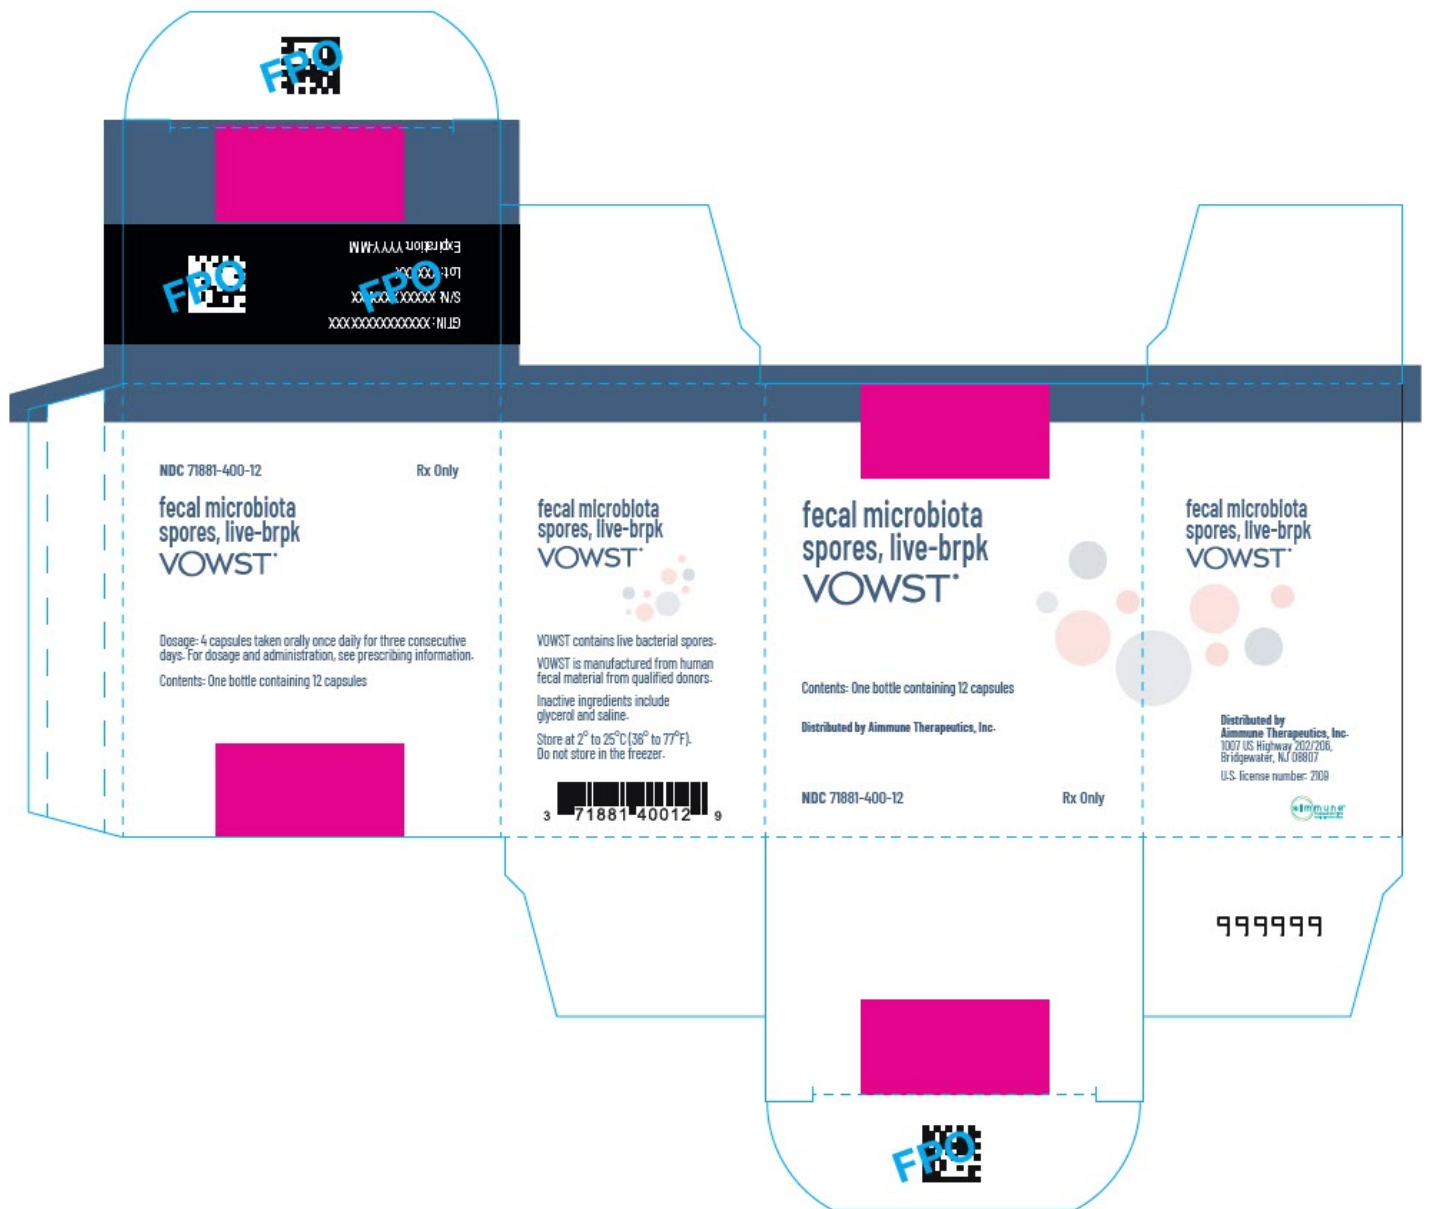 FPO
Expiration: YYYY-MM
Lot:
S/N:
FPO
FPO
GTIN: XXXXXXXXXXXXXX
NDC 71881-400-12
Rx Only
fecal microbiota
spores, live-brpk
VOWST
Dosage: 4 capsules taken orally once daily for three consecutive
days. For dosage and administration, see prescribing information.
Contents: One bottle containing 12 capsules
fecal microbiota
spores, live-brpk
VOWST
VOWST contains live bacterial spores.
VOWST is manufactured from human
fecal material from qualified donors.
Inactive ingredients include
glycerol and saline.
Store at 2° to 25°C (36° to 77°F).
Do not store in the freezer.
3 71881 40012 9
fecal microbiota
spores, live-brpk
VOWST
Contents: One bottle containing 12 capsules
Distributed by Aimmune Therapeutics, Inc.
NDC 71881-400-12
Rx Only
fecal microbiota
spores, live-brpk
VOWST
Distributed by
Aimmune Therapeutics, Inc.
1007 US Highway 202/206,
Bridgewater, NJ 08807
U.S. license number: 2109
aimmune
999999
FPO